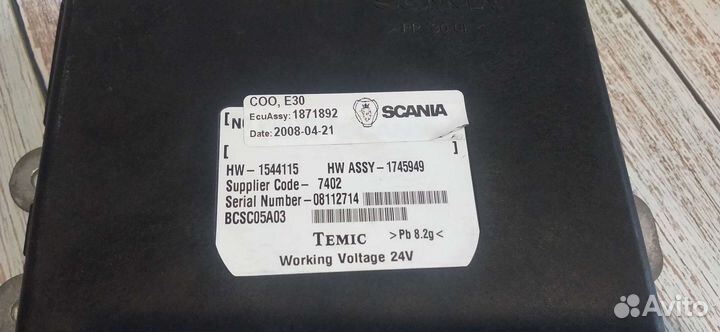 COO, E30
EcuAssy: 1871892
Date: 2008-04-21
SCANIA
[
[ ]
HW- 1544115 HW ASSY- 1745949
Supplier Code- 7402
Serial Number- 08112714
BCSC05A03
TEMIC >Pb 8.2g<
Working Voltage 24V
Avito